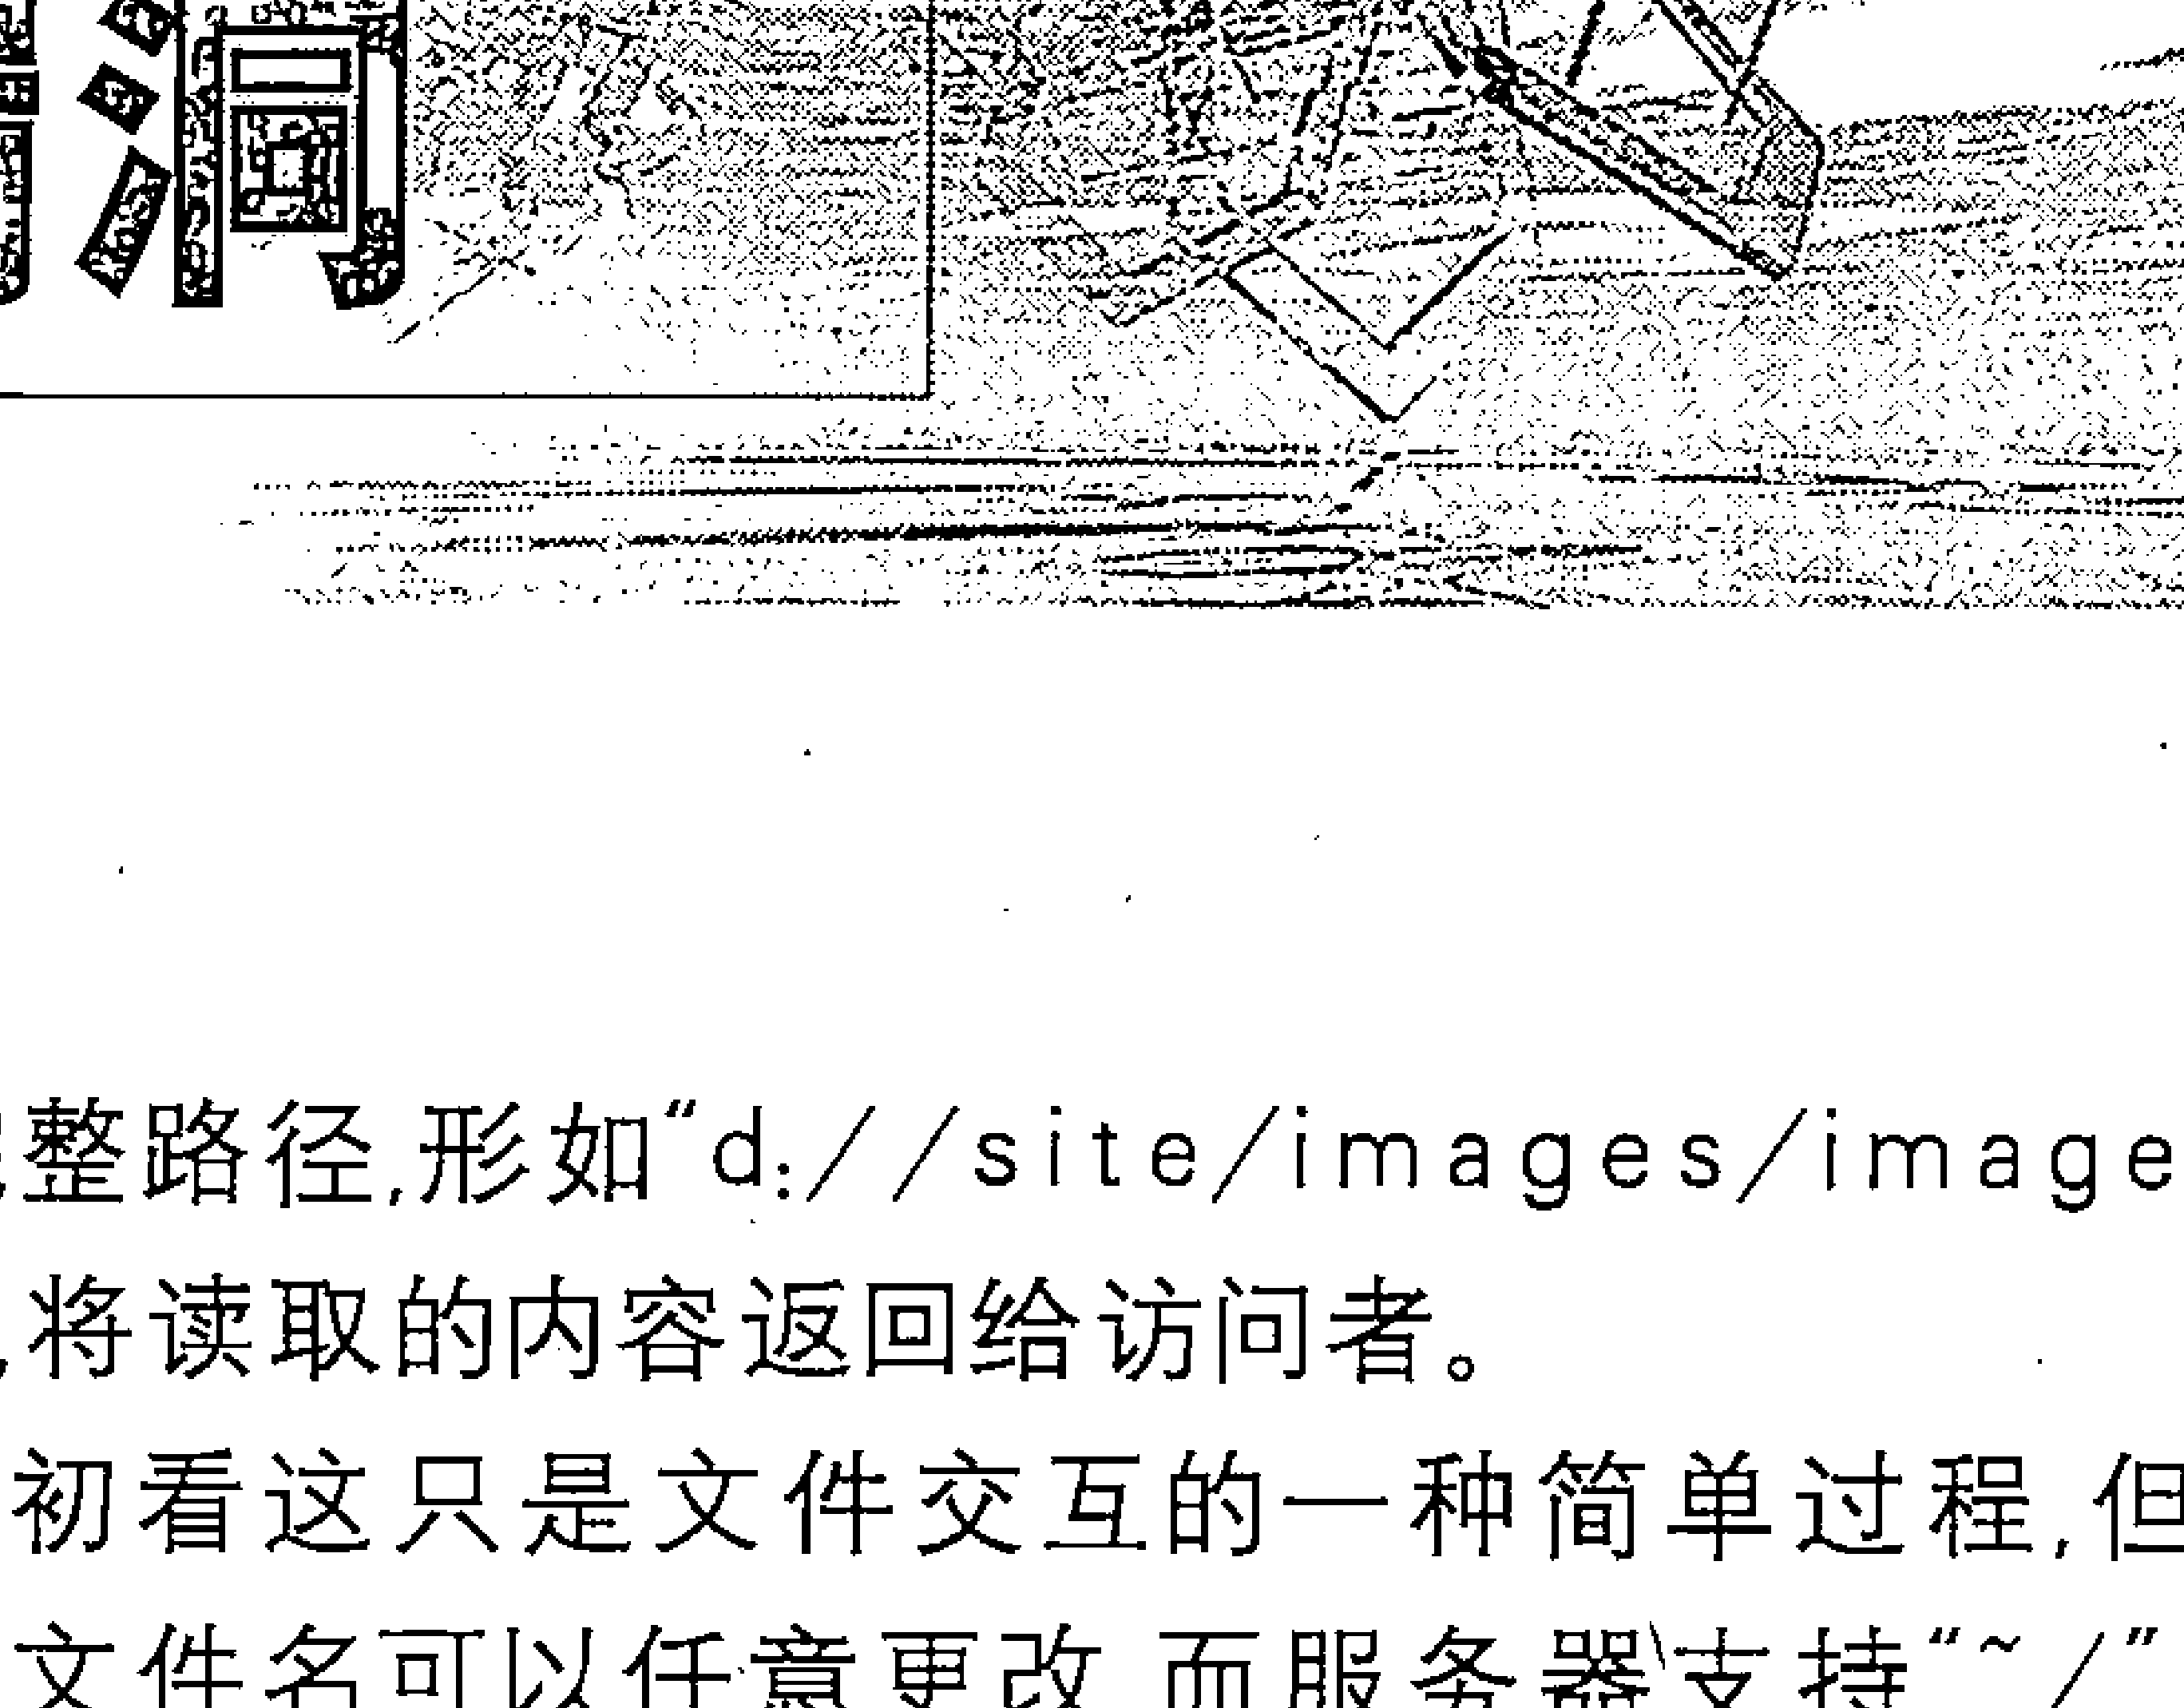 洞
整路径,形如“d://site/images/image
,将读取的内容返回给访问者。
初看这只是文件交互的一种简单过程,但
文件名可以任意更改 而服务器支持“~/”